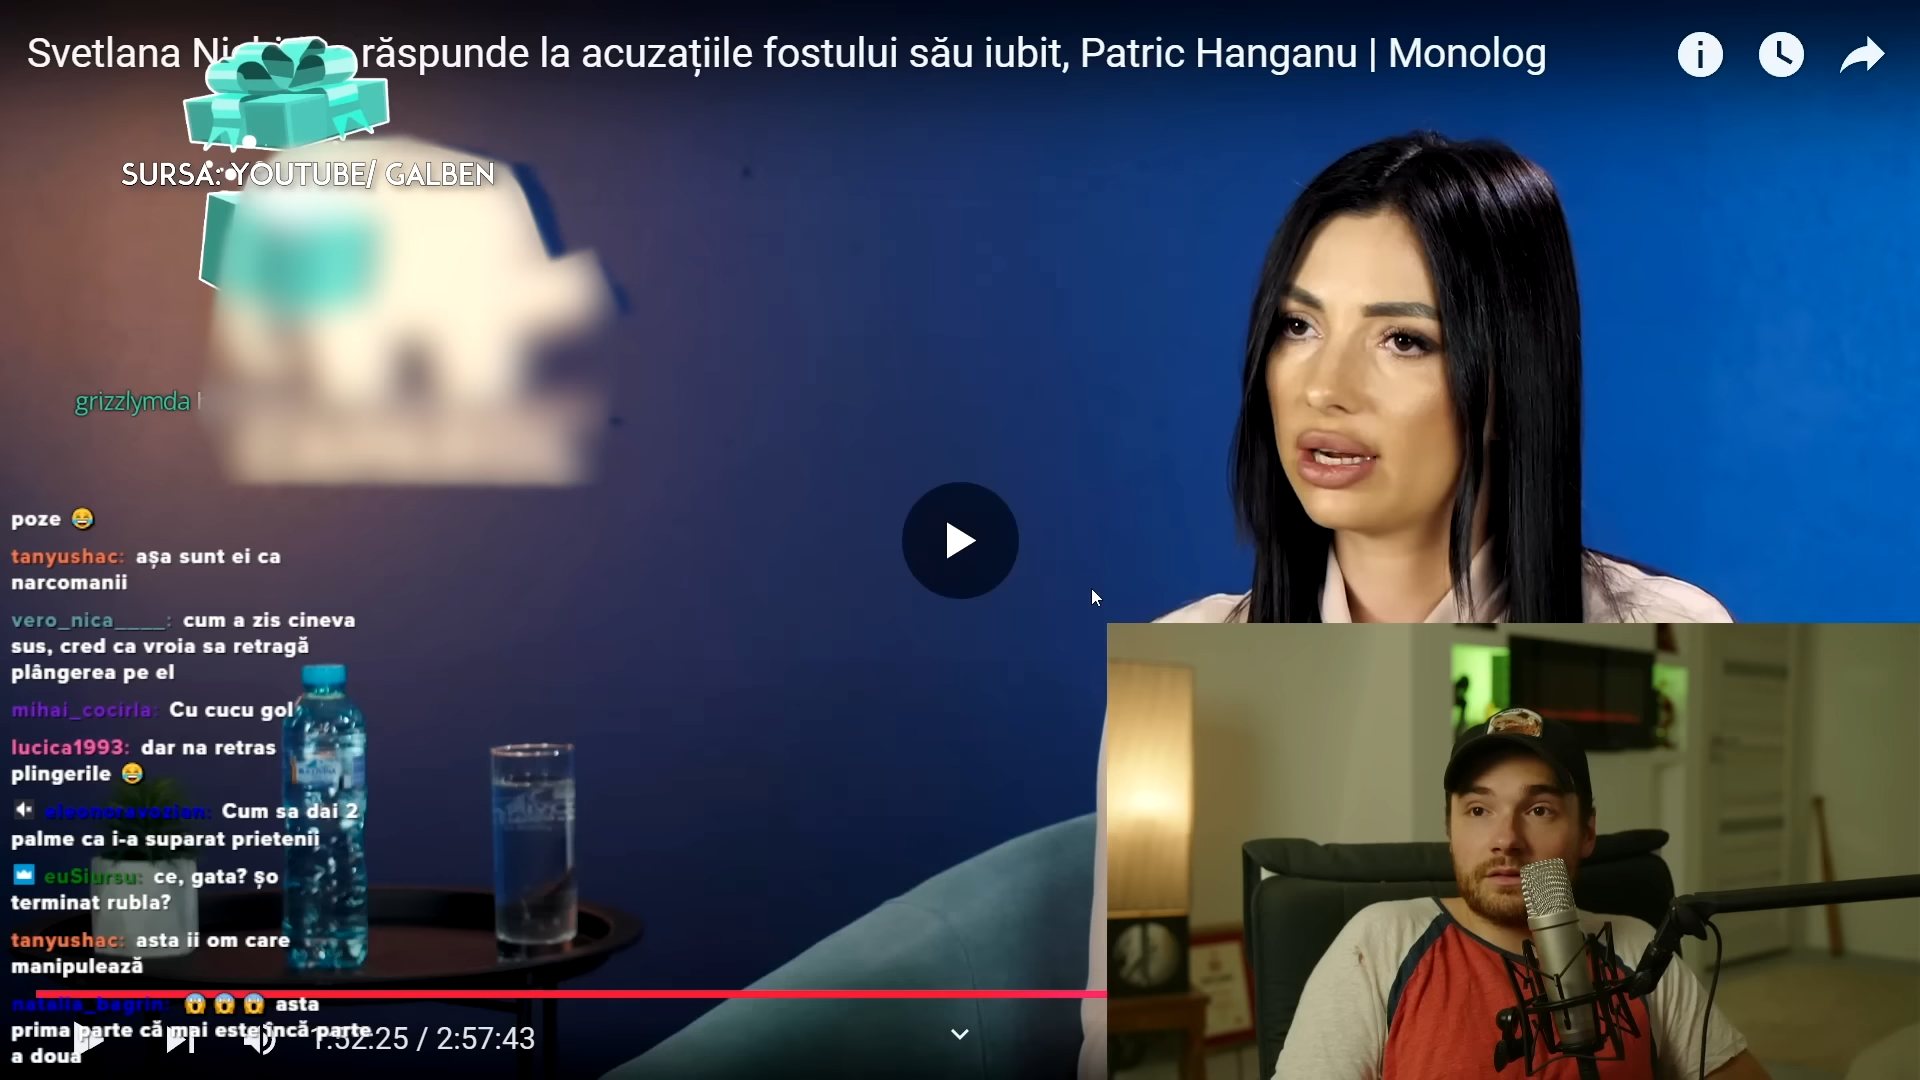 Svetlana răspunde la acuzațiile fostului său iubit, Patric Hanganu | Monolog
SURSA: YOUTUBE/ GALBEN
grizzlymda
poze 😂
tanyushac: așa sunt ei ca
narcomanii
vero_nica____: cum a zis cineva
sus, cred ca vroia sa retragă
plângerea pe el
mihai_cocirla: Cu cucu gol
lucica1993: dar na retras
plingerile 😂
eleonoravozian: Cum sa dai 2
palme ca i-a suparat prietenii
euSiursu: ce, gata? șo
terminat rubla?
tanyushac: asta ii om care
manipulează
natalia_bagrin: 😱 😱 😱 asta
prima parte că mai este încă parte
a doua
1:52:25 / 2:57:43